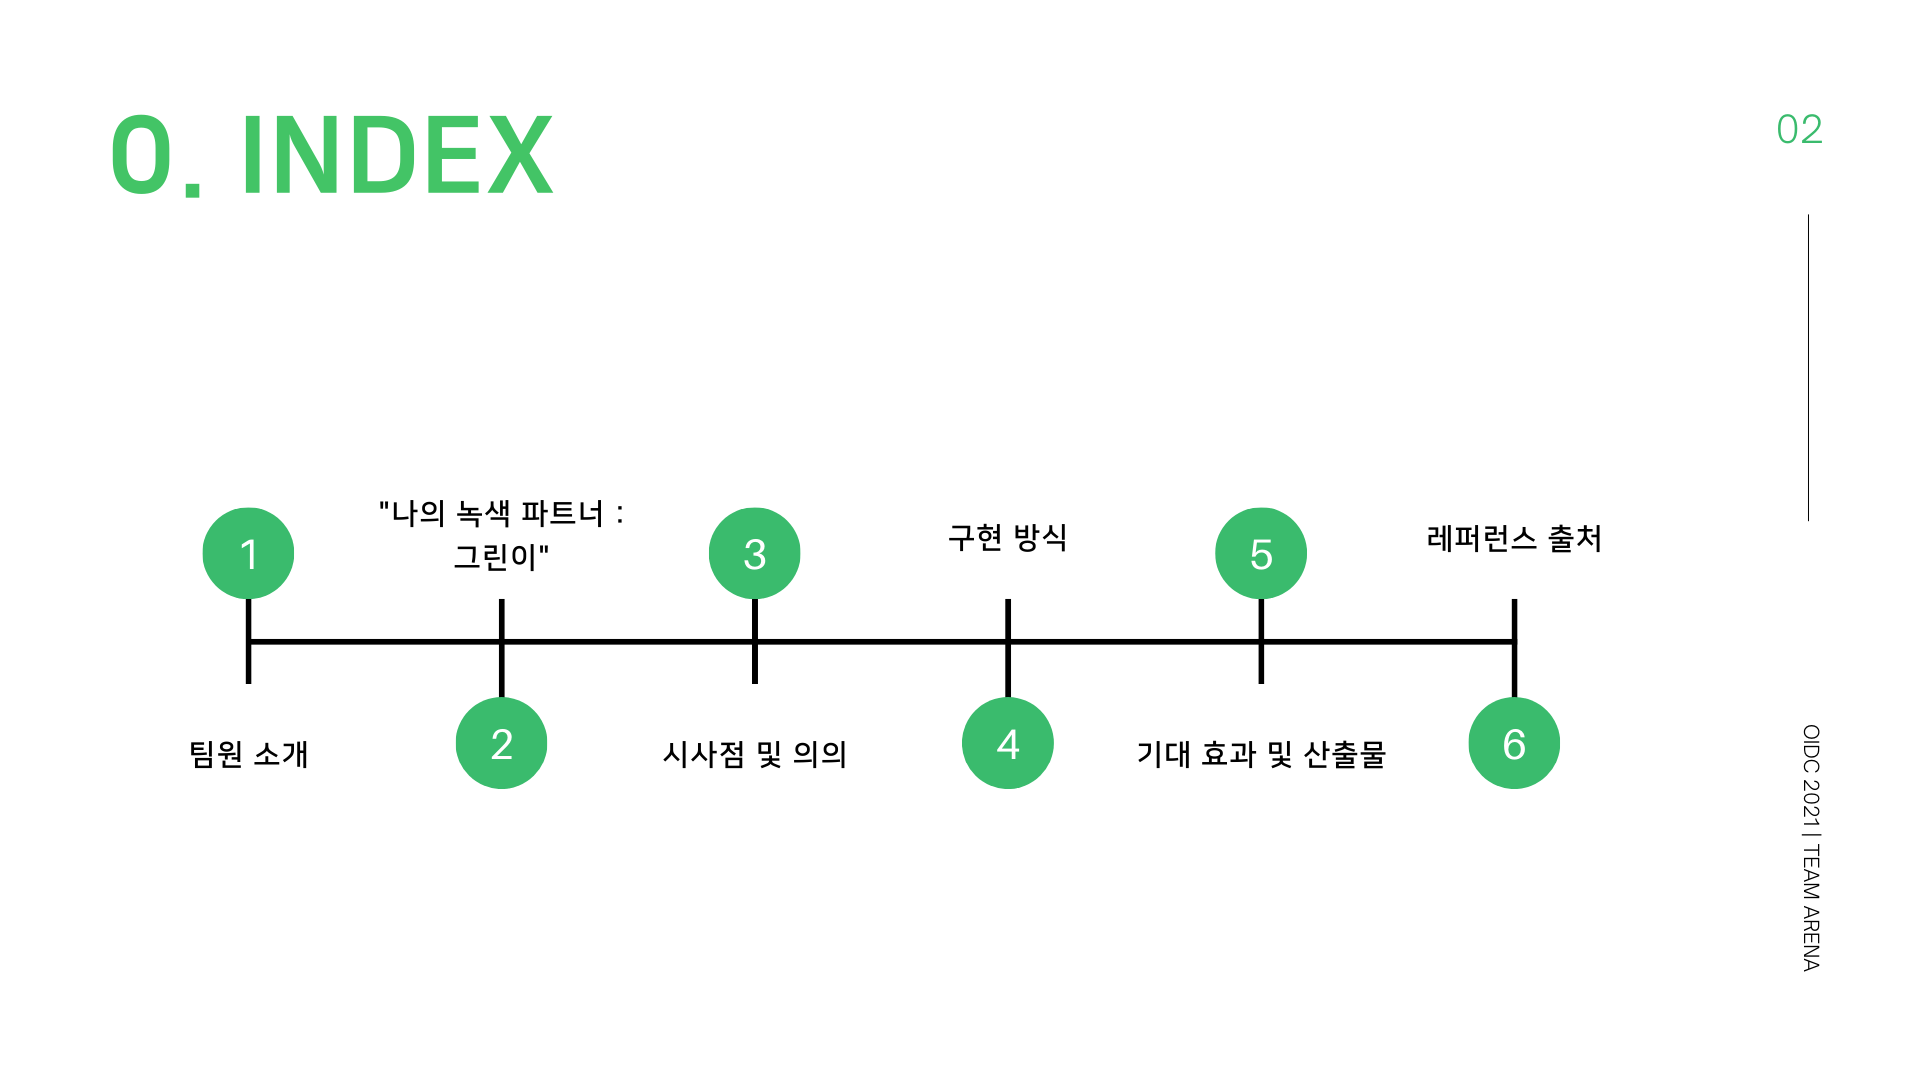 0. INDEX
02
1
팀원 소개
"나의 녹색 파트너 :
그린이"
2
3
시사점 및 의의
구현 방식
4
5
기대 효과 및 산출물
레퍼런스 출처
6
OIDC 2021 | TEAM ARENA